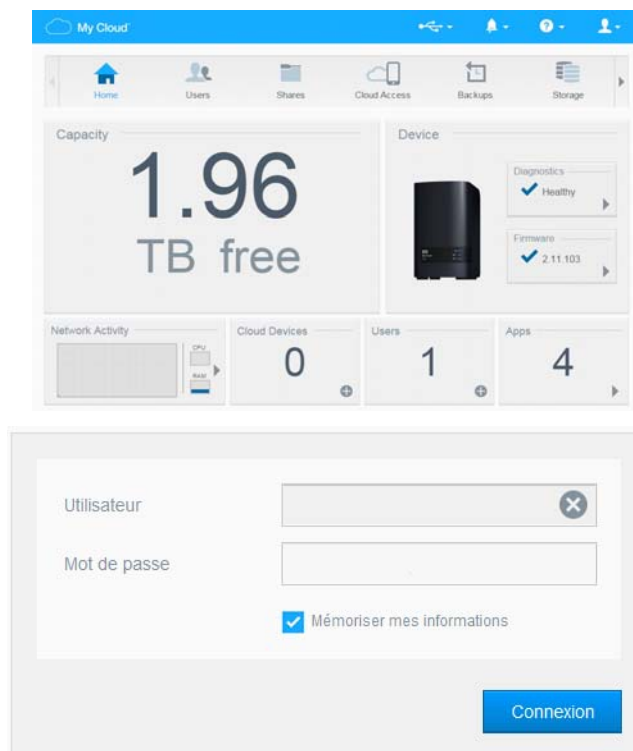 My Cloud
Home Users Shares Cloud Access Backups Storage
Capacity
1.96
TB free
Device
Diagnostics
Healthy
Firmware
2.11.103
Network Activity
CPU
RAM
Cloud Devices
0
Users
1
Apps
4
Utilisateur
Mot de passe
Mémoriser mes informations
Connexion